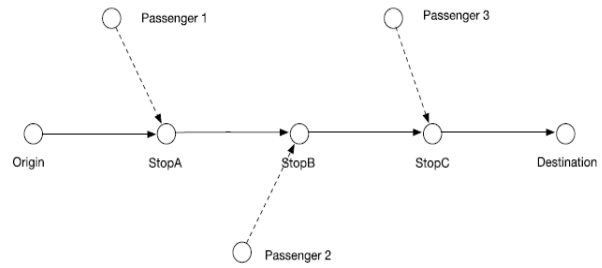 Passenger 1
Passenger 3
Origin
StopA
StopB
StopC
Destination
Passenger 2